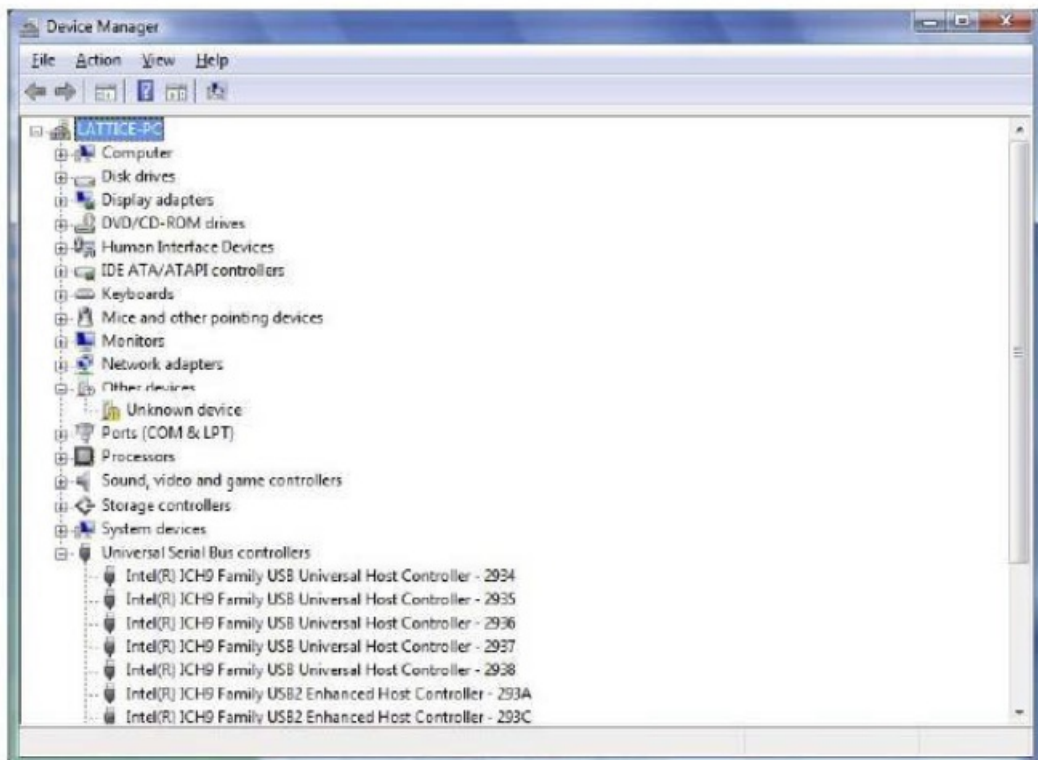 Device Manager
File Action View Help
LATTICE-PC
Computer
Disk drives
Display adapters
DVD/CD-ROM drives
Human Interface Devices
IDE ATA/ATAPI controllers
Keyboards
Mice and other pointing devices
Monitors
Network adapters
Other devices
Unknown device
Ports (COM & LPT)
Processors
Sound, video and game controllers
Storage controllers
System devices
Universal Serial Bus controllers
Intel(R) ICH9 Family USB Universal Host Controller - 2934
Intel(R) ICH9 Family USB Universal Host Controller - 2935
Intel(R) ICH9 Family USB Universal Host Controller - 2936
Intel(R) ICH9 Family USB Universal Host Controller - 2937
Intel(R) ICH9 Family USB Universal Host Controller - 2938
Intel(R) ICH9 Family USB2 Enhanced Host Controller - 293A
Intel(R) ICH9 Family USB2 Enhanced Host Controller - 293C